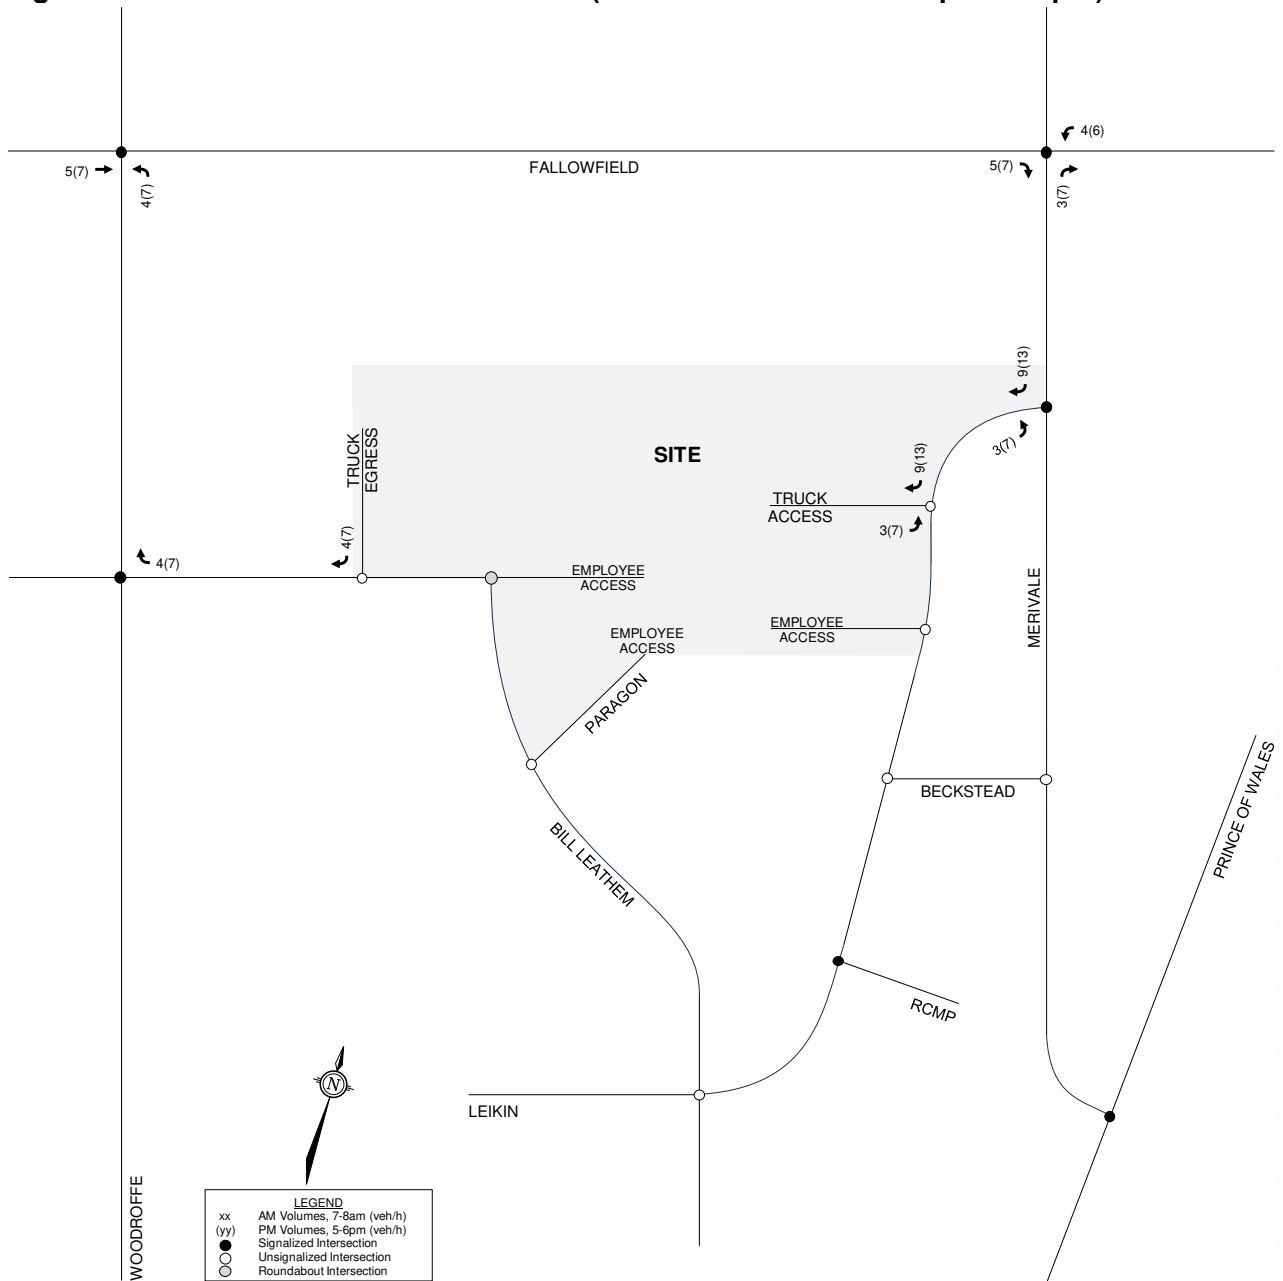 4(6)
5(7)
4(7)
FALLOWFIELD
5(7)
3(7)
9(13)
3(7)
TRUCK
EGRESS
SITE
9(13)
TRUCK
ACCESS
3(7)
4(7)
4(7)
EMPLOYEE
ACCESS
EMPLOYEE
ACCESS
EMPLOYEE
ACCESS
MERIVALE
PARAGON
BECKSTEAD
PRINCE OF WALES
BILL LEATHEM
RCMP
N
LEIKIN
WOODROFFE
LEGEND
xx AM Volumes, 7-8am (veh/h)
(yy) PM Volumes, 5-6pm (veh/h)
Signalized Intersection
Unsignalized Intersection
Roundabout Intersection